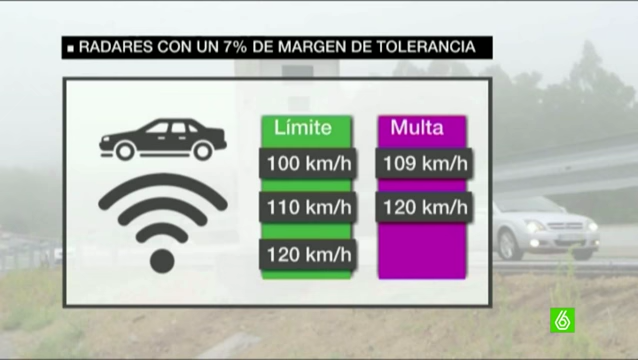 RADARES CON UN 7% DE MARGEN DE TOLERANCIA
Límite Multa
100 km/h 109 km/h
110 km/h 120 km/h
120 km/h
6